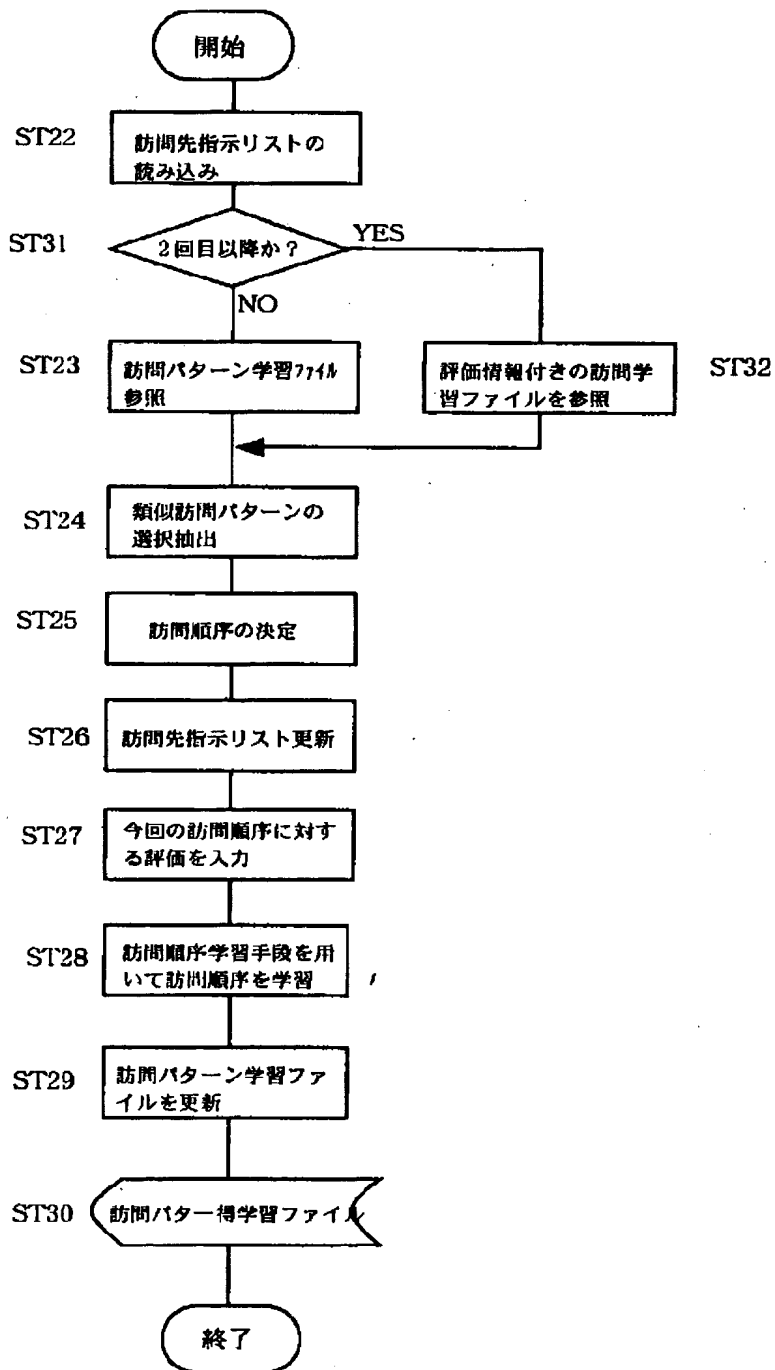 開始
ST22
訪問先指示リストの
読み込み
ST31
2回目以降か?
YES
NO
ST23
訪問パターン学習ファイル
参照
評価情報付きの訪問学
習ファイルを参照
ST32
ST24
類似訪問パターンの
選択抽出
ST25
訪問順序の決定
ST26
訪問先指示リスト更新
ST27
今回の訪問順序に対す
る評価を入力
ST28
訪問順序学習手段を用
いて訪問順序を学習
ST29
訪問パターン学習ファ
イルを更新
ST30
訪問パター得学習ファイル
終了